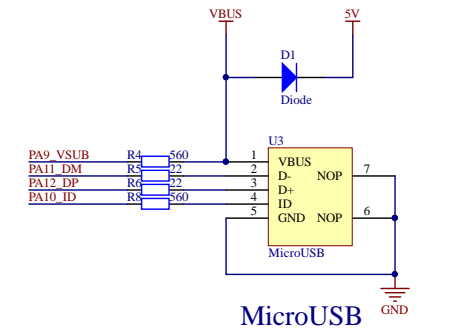 VBUS
5V
D1
Diode
U3
PA9_VSUB R4 560 1 VBUS
PA11_DM R5 22 2 D- NOP 7
PA12_DP R6 22 3 D+
PA10_ID R8 560 4 ID
5 GND NOP 6
MicroUSB
MicroUSB
GND